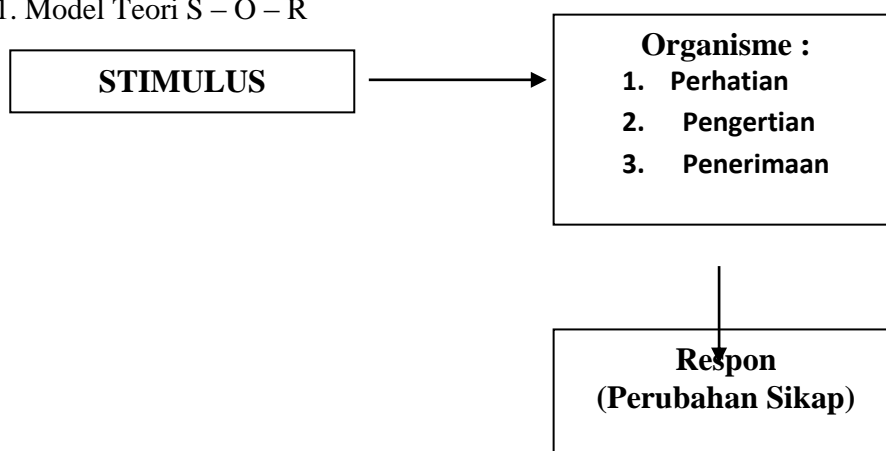 1. Model Teori S – O – R
STIMULUS
Organisme :
1. Perhatian
2. Pengertian
3. Penerimaan
Respon
(Perubahan Sikap)